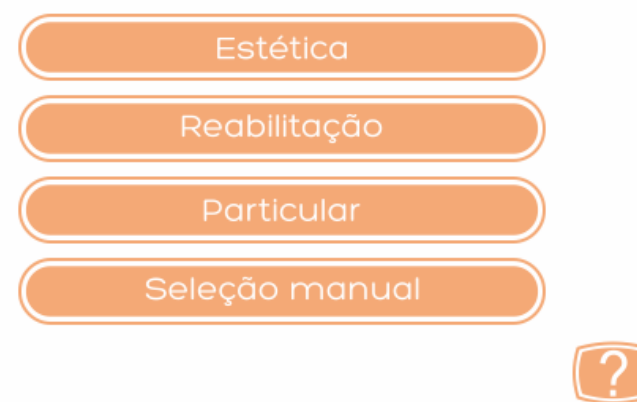 Estética
Reabilitação
Particular
Seleção manual
?